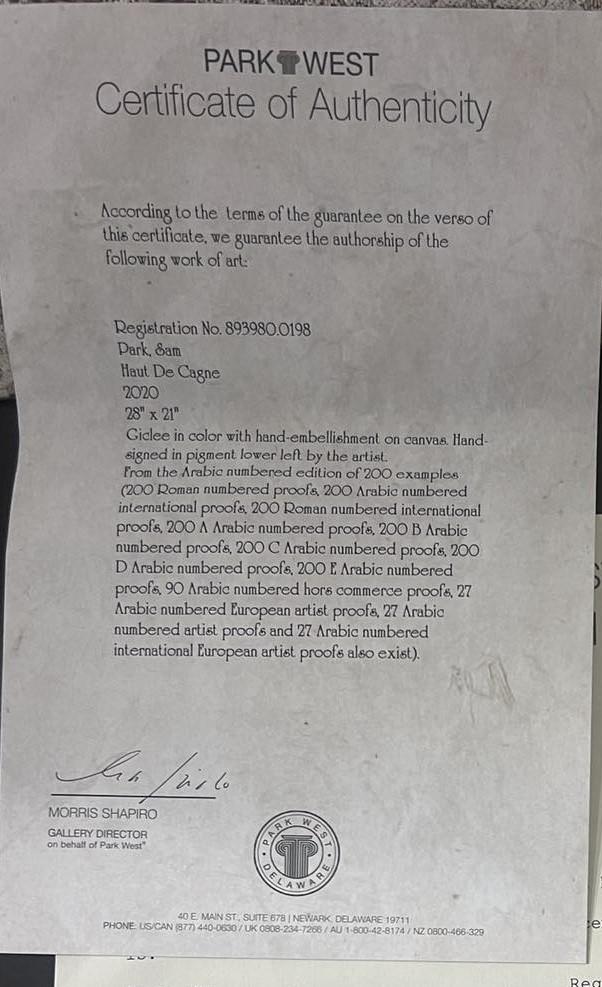 PARK WEST
Certificate of Authenticity
According to the terms of the guarantee on the verso of
this certificate, we guarantee the authorship of the
following work of art:
Registration No. 893980.0198
Park, Sam
Haut De Cagne
2020
28" x 21"
Giclee in color with hand-embellishment on canvas. Hand-
signed in pigment lower left by the artist.
From the Arabic numbered edition of 200 examples
(200 Roman numbered proofs, 200 Arabic numbered
international proofs, 200 Roman numbered international
proofs, 200 A Arabic numbered proofs, 200 B Arabic
numbered proofs, 200 C Arabic numbered proofs, 200
D Arabic numbered proofs, 200 E Arabic numbered
proofs, 90 Arabic numbered hors commerce proofs, 27
Arabic numbered European artist proofs, 27 Arabic
numbered artist proofs and 27 Arabic numbered
international European artist proofs also exist).
MORRIS SHAPIRO
GALLERY DIRECTOR
on behalf of Park West®
PARK WEST
DELAWARE
40 E. MAIN ST., SUITE 678 | NEWARK, DELAWARE 19711
PHONE: US/CAN (877) 440-0630 / UK 0808-234-7266 / AU 1-800-42-8174 / NZ 0800-466-329
Reg